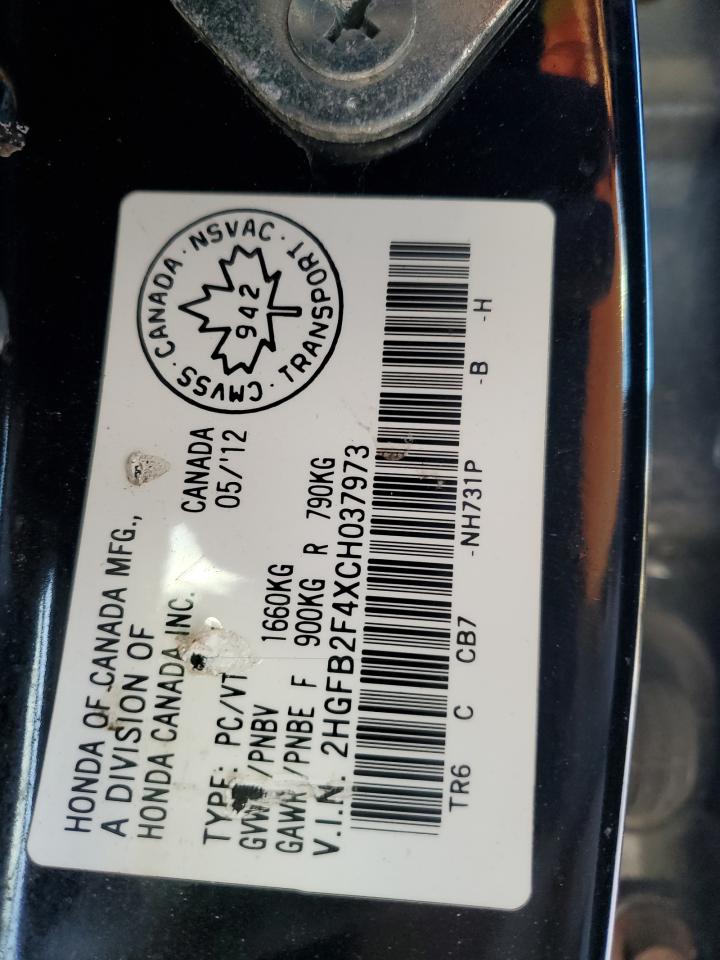 HONDA OF CANADA MFG.,
A DIVISION OF
HONDA CANADA INC.
CANADA
05/'12
CMVSS · CANADA · NSVAC · TRANSPORT ·
942
TYPE: PC/VT
/PNBV 1660KG
GAWR/PNBE F 900KG R 790KG
V.I.N. 2HGFB2F4XCH037973
TR6 C CB7 -NH731P -B -H